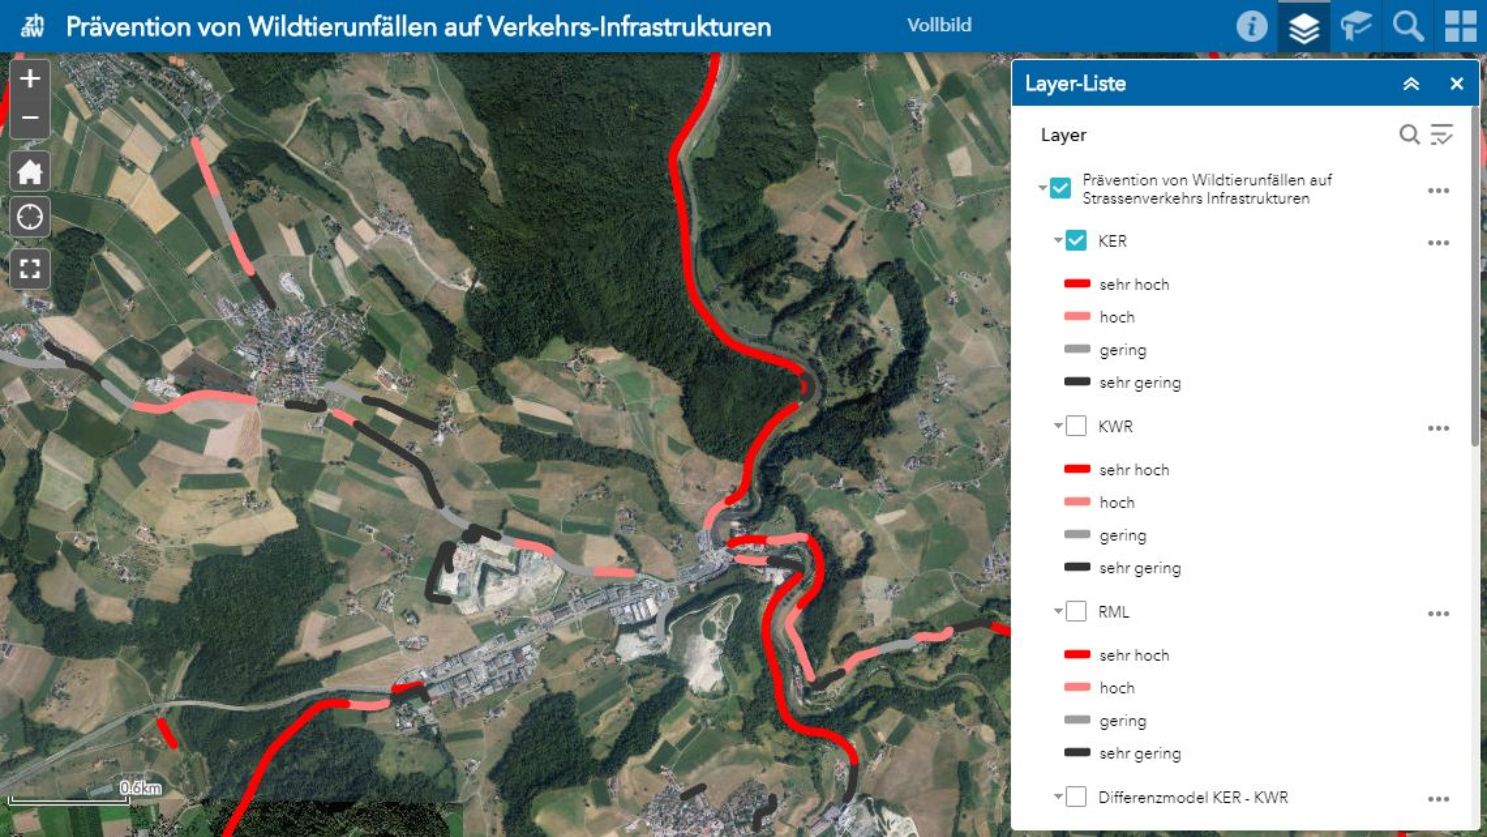 zh
aw
Prävention von Wildtierunfällen auf Verkehrs-Infrastrukturen
Vollbild
Layer-Liste
Layer
Prävention von Wildtierunfällen auf
Strassenverkehrs Infrastrukturen
KER
sehr hoch
hoch
gering
sehr gering
KWR
sehr hoch
hoch
gering
sehr gering
RML
sehr hoch
hoch
gering
sehr gering
Differenzmodel KER - KWR
0.6km